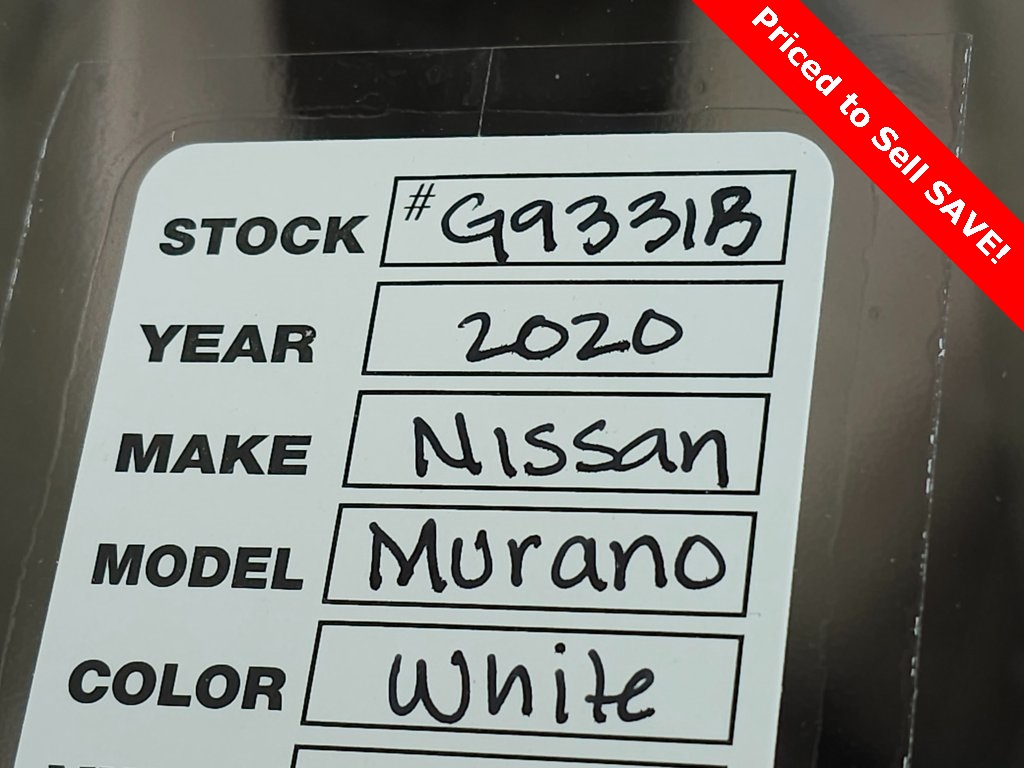 Priced to Sell SAVE!
STOCK #G9331B
YEAR 2020
MAKE Nissan
MODEL Murano
COLOR White